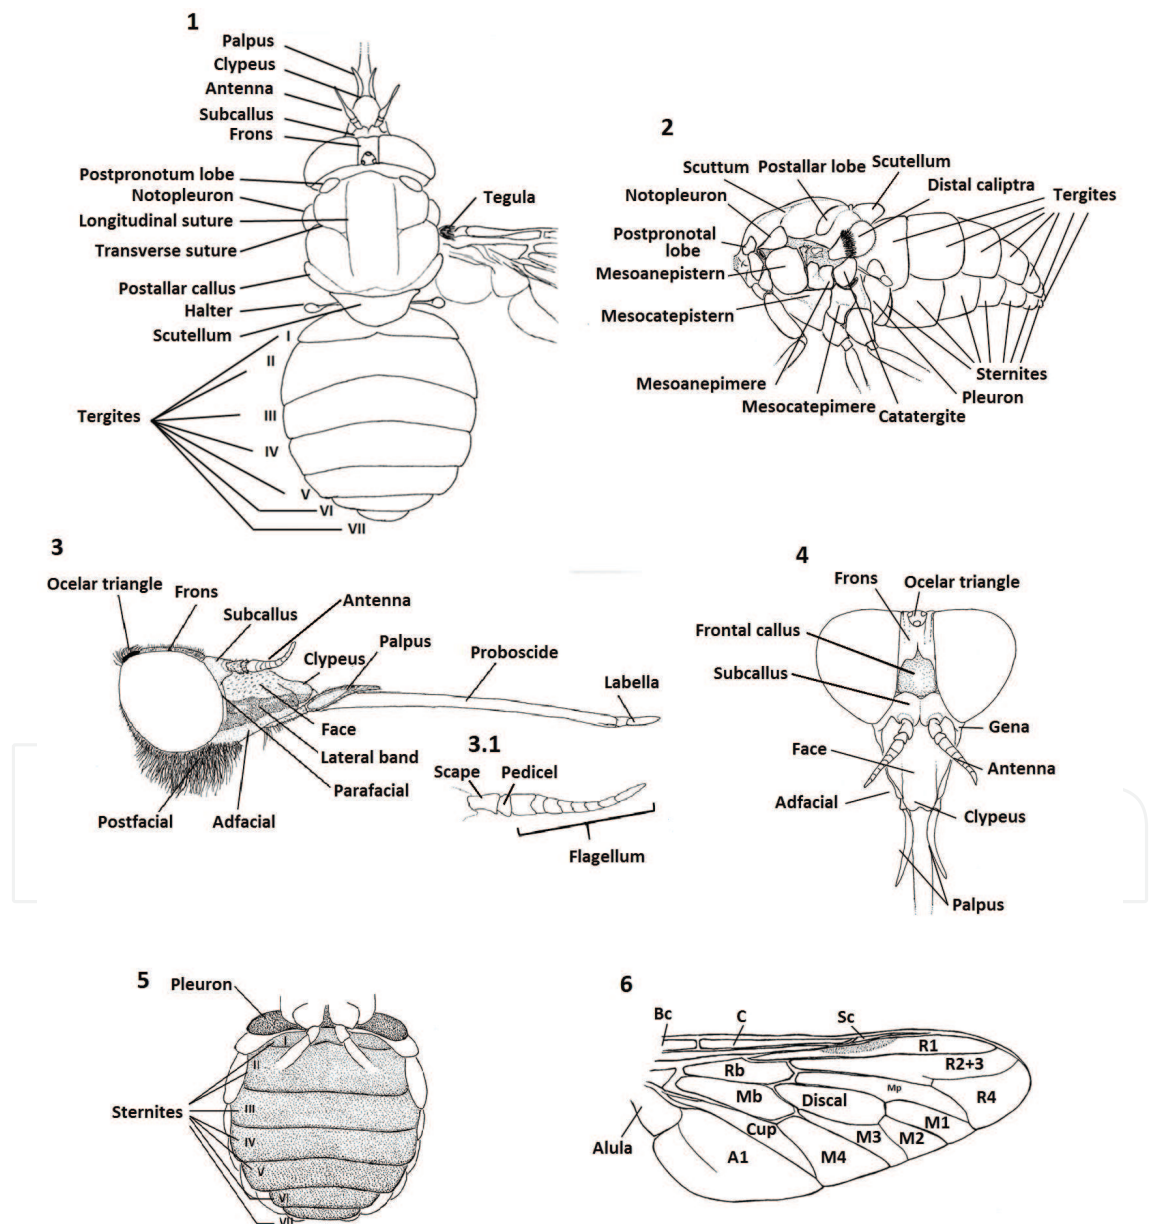 1
Palpus
Clypeus
Antenna
Subcallus
Frons
Postpronotum lobe
Notopleuron
Longitudinal suture
Transverse suture
Postallar callus
Halter
Scutellum
Tegula
Tergites
I
II
III
IV
V
VI
VII
2
Scuttum
Postallar lobe
Scutellum
Notopleuron
Distal caliptra
Tergites
Postpronotal
lobe
Mesoanepistern
Mesocatepistern
Mesoanepimere
Mesocatepimere
Catatergite
Pleuron
Sternites
3
Ocelar triangle
Frons
Subcallus
Antenna
Palpus
Clypeus
Proboscide
Labella
Face
Lateral band
Parafacial
Adfacial
Postfacial
3.1
Scape
Pedicel
Flagellum
4
Frons
Ocelar triangle
Frontal callus
Subcallus
Gena
Face
Antenna
Adfacial
Clypeus
Palpus
5
Pleuron
Sternites
I
II
III
IV
V
VI
VII
6
Bc
C
Sc
R1
R2+3
R4
Rb
Mb
Mp
Discal
M1
M2
M3
M4
Cup
A1
Alula